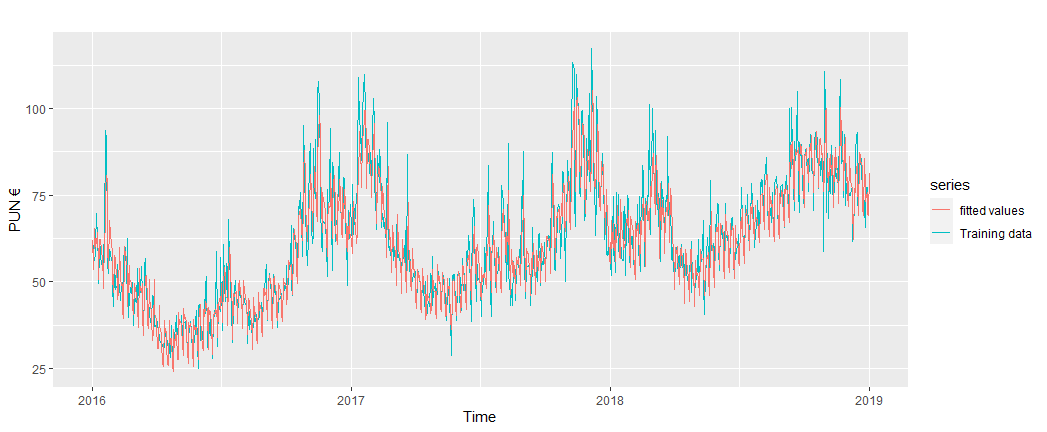 100
75
50
25
PUN €
2016
2017
2018
2019
Time
series
fitted values
Training data